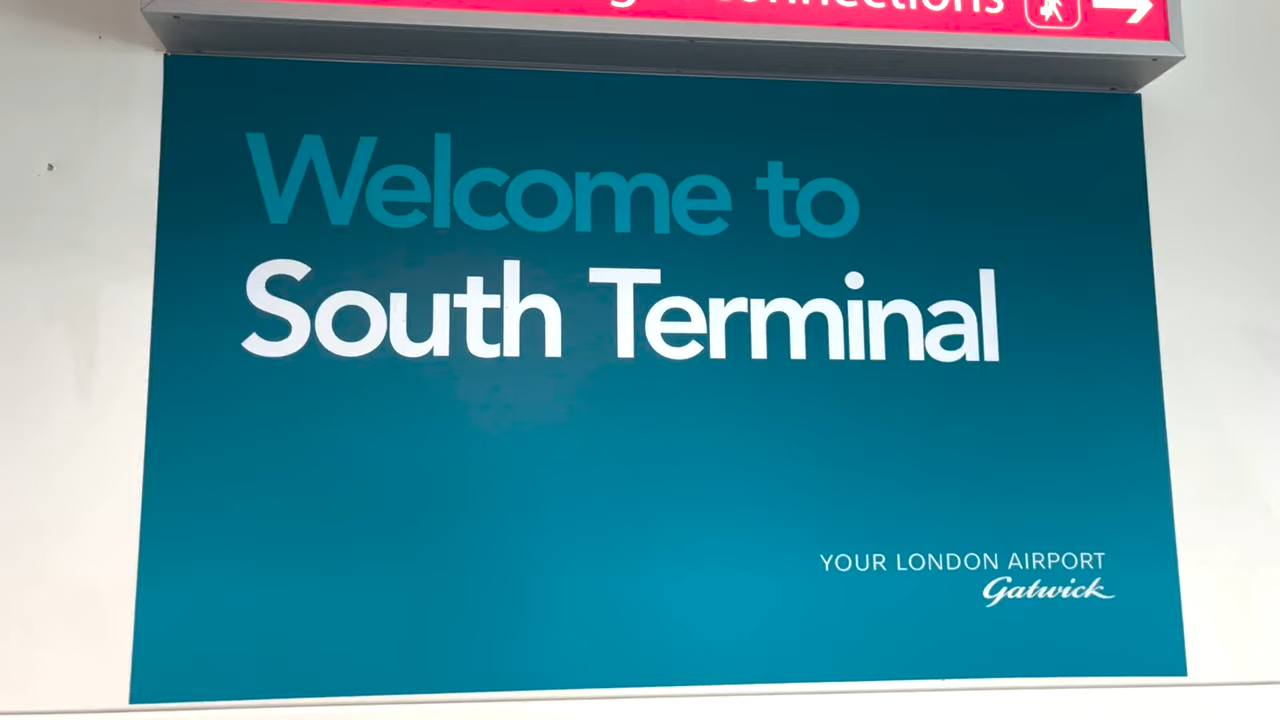 connections
Welcome to
South Terminal
YOUR LONDON AIRPORT
Gatwick